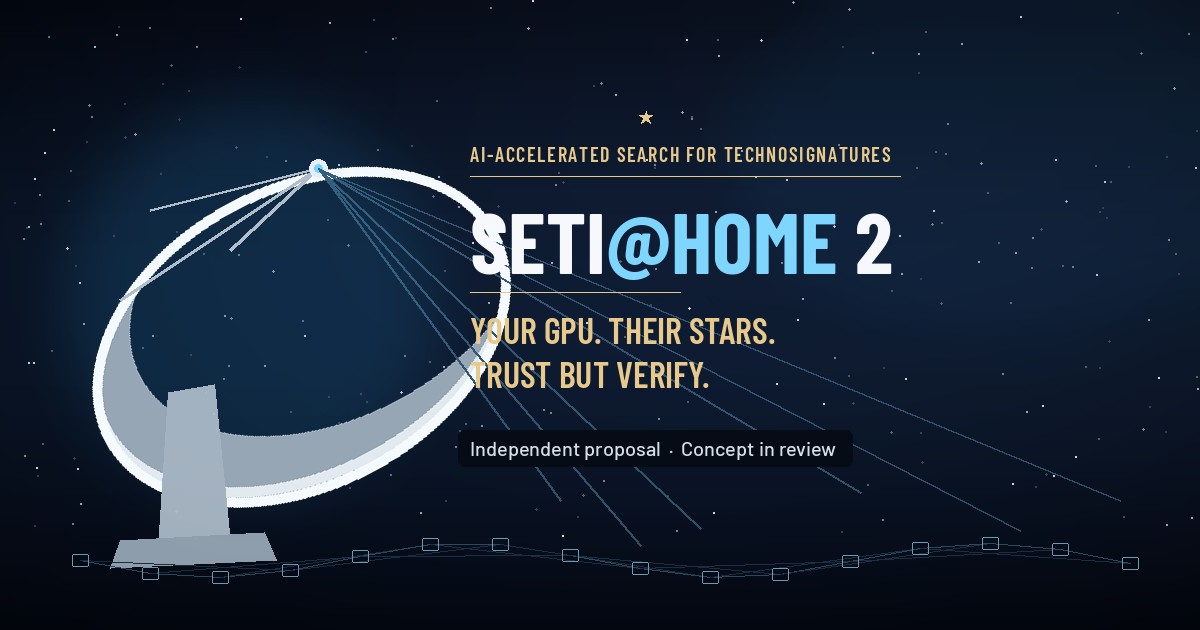 AI-ACCELERATED SEARCH FOR TECHNOSIGNATURES
SETI@HOME 2
YOUR GPU. THEIR STARS.
TRUST BUT VERIFY.
Independent proposal · Concept in review